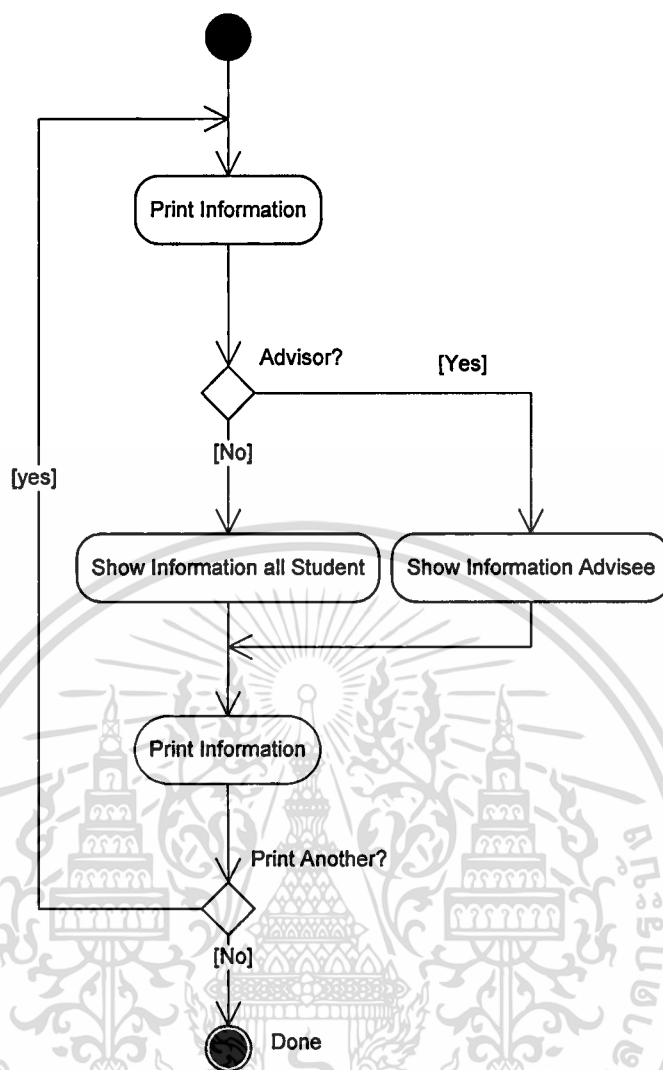 Print Information
Advisor?
[Yes]
[No]
[yes]
Show Information all Student
Show Information Advisee
Print Information
Print Another?
[No]
Done